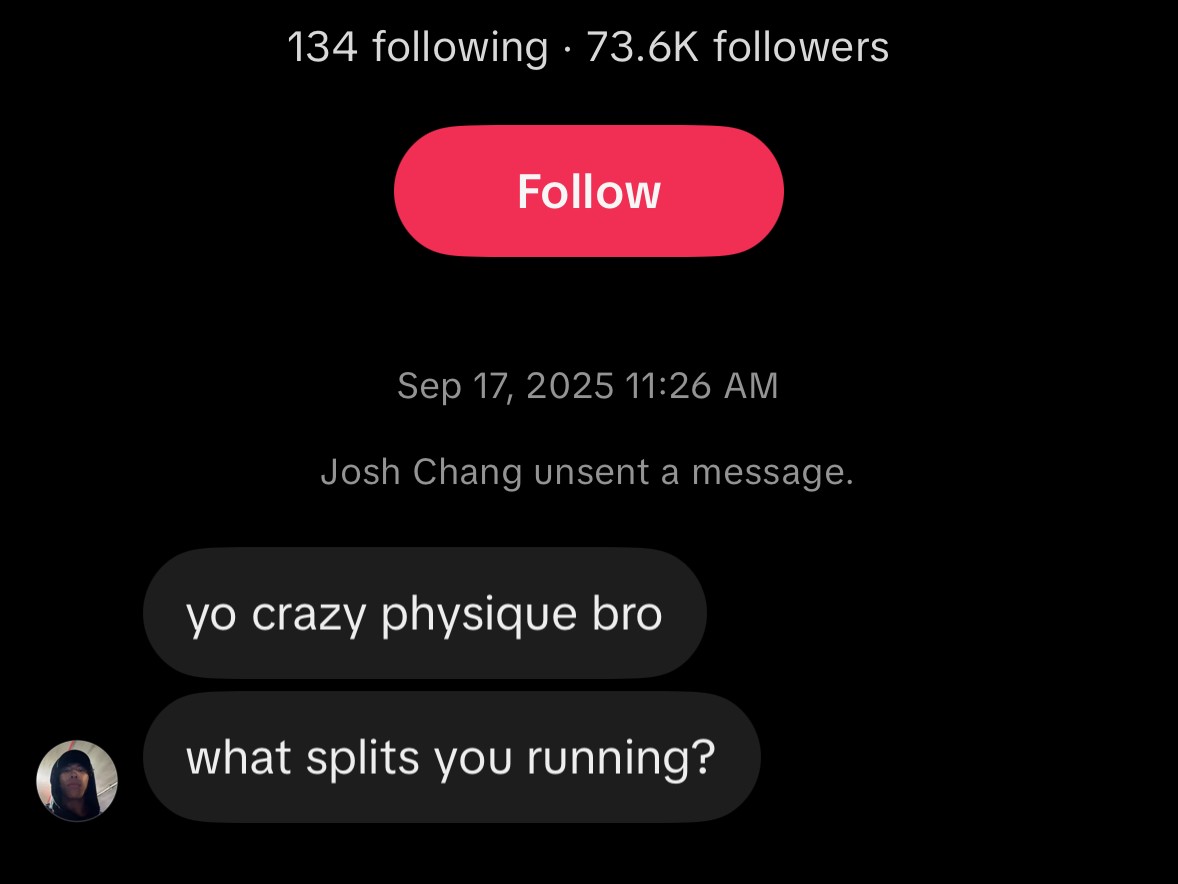 134 following · 73.6K followers
Follow
Sep 17, 2025 11:26 AM
Josh Chang unsent a message.
yo crazy physique bro
what splits you running?